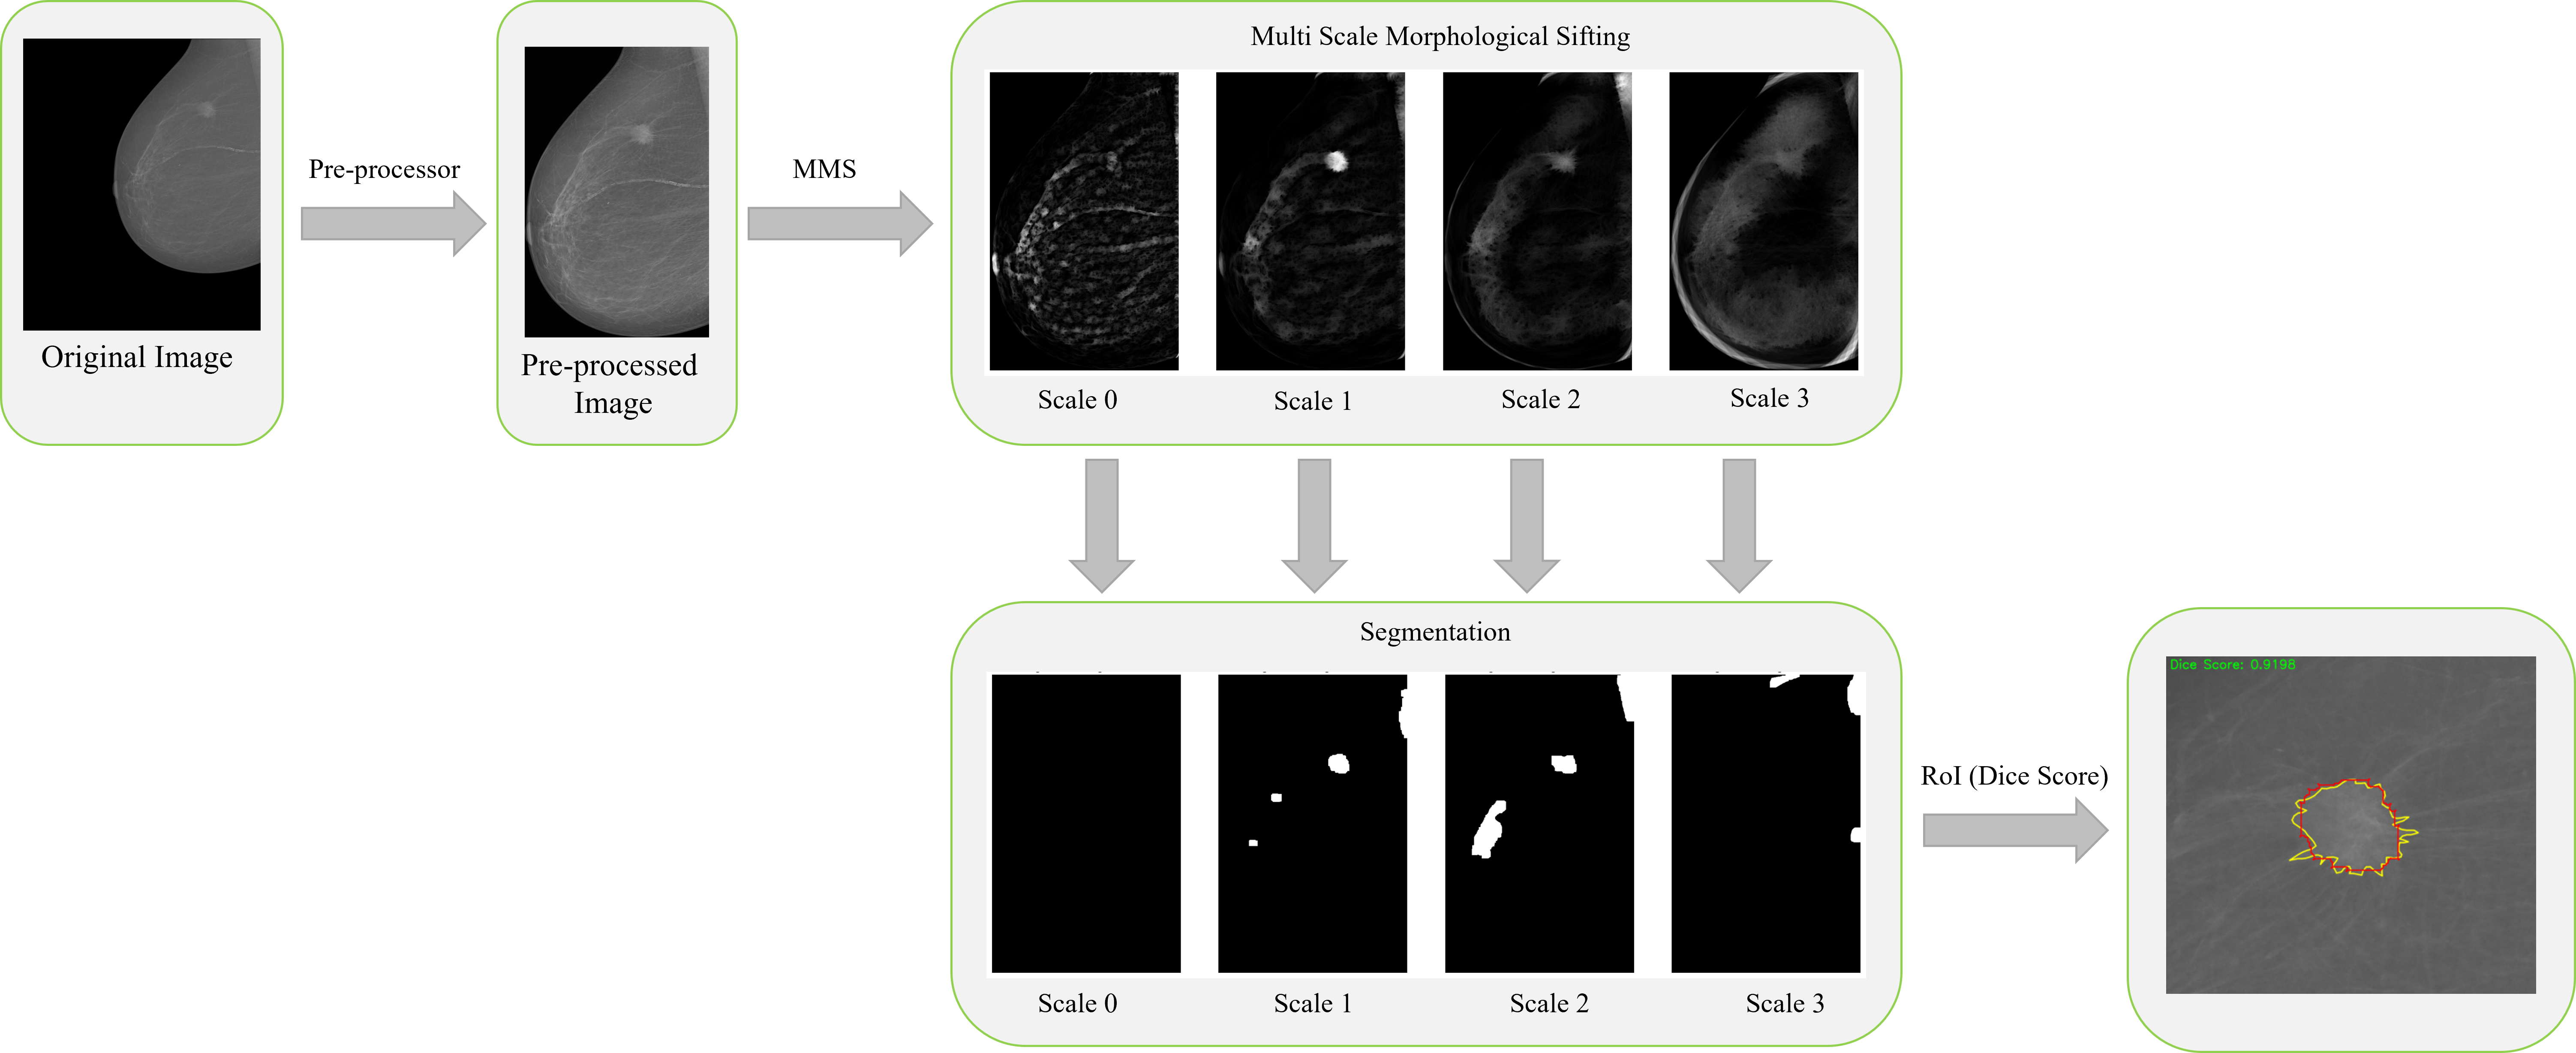 Original Image
Pre-processor
Pre-processed
Image
MMS
Multi Scale Morphological Sifting
Scale 0
Scale 1
Scale 2
Scale 3
Segmentation
Scale 0
Scale 1
Scale 2
Scale 3
RoI (Dice Score)
Dice Score: 0.9198